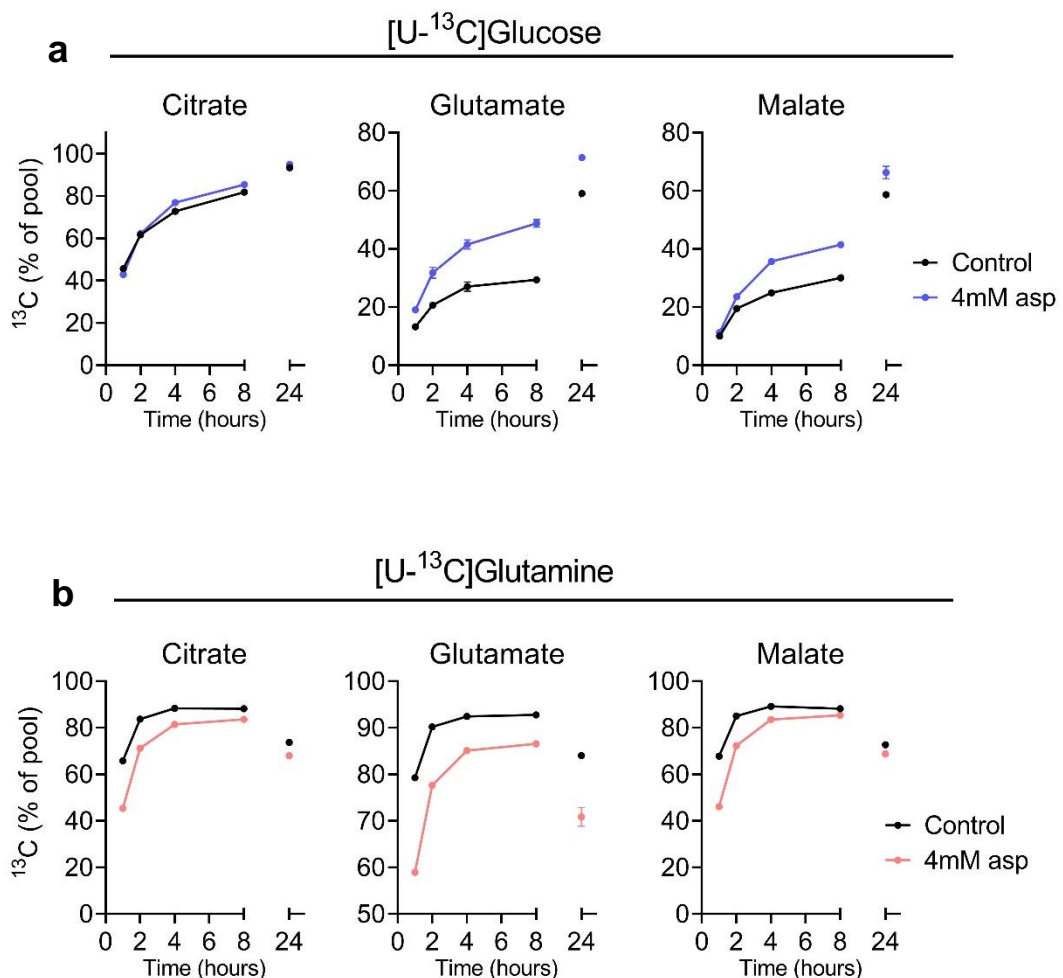 a
[U-¹³C]Glucose
Citrate
Glutamate
Malate
¹³C (% of pool)
100
80
60
40
20
0
0 2 4 6 8 24
Time (hours)
80
60
40
20
0
0 2 4 6 8 24
Time (hours)
80
60
40
20
0
0 2 4 6 8 24
Time (hours)
Control
4mM asp
b
[U-¹³C]Glutamine
Citrate
Glutamate
Malate
¹³C (% of pool)
100
80
60
40
20
0
0 2 4 6 8 24
Time (hours)
100
90
80
70
60
50
0 2 4 6 8 24
Time (hours)
100
80
60
40
20
0
0 2 4 6 8 24
Time (hours)
Control
4mM asp